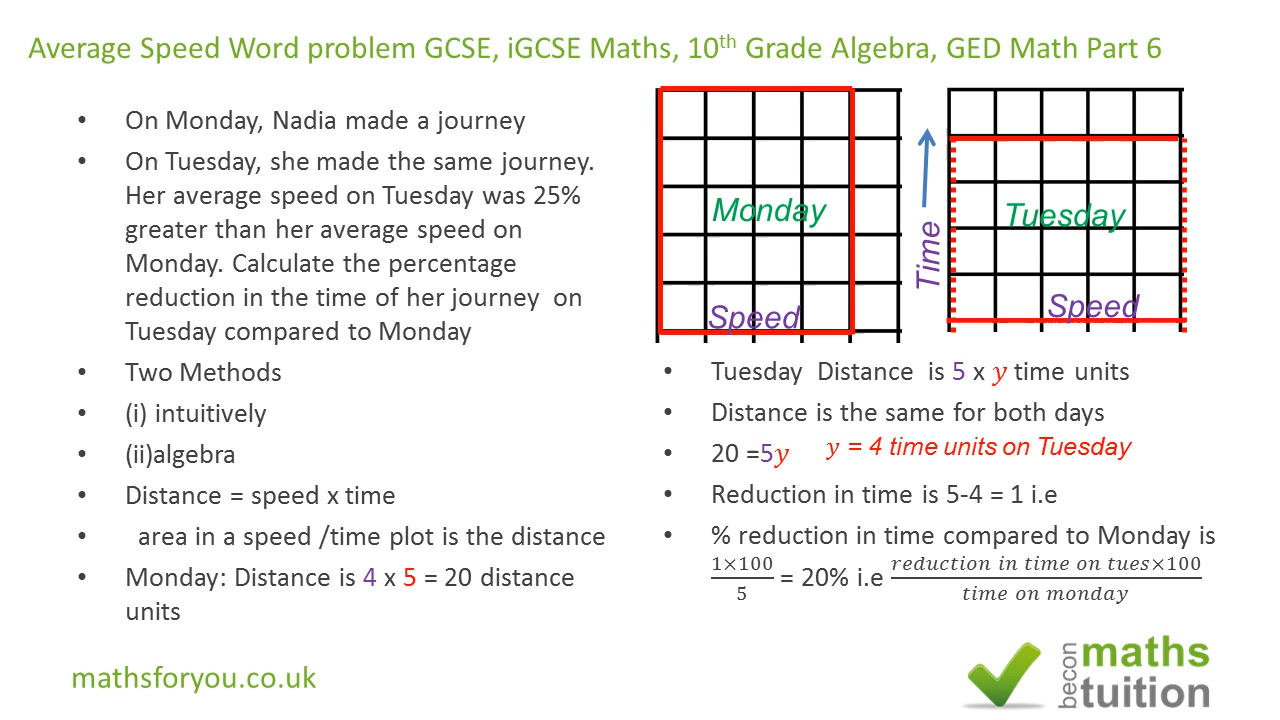 Average Speed Word problem GCSE, iGCSE Maths, 10th Grade Algebra, GED Math Part 6
• On Monday, Nadia made a journey
• On Tuesday, she made the same journey.
Her average speed on Tuesday was 25%
greater than her average speed on
Monday. Calculate the percentage
reduction in the time of her journey on
Tuesday compared to Monday
• Two Methods
• (i) intuitively
• (ii)algebra
• Distance = speed x time
• area in a speed /time plot is the distance
• Monday: Distance is 4 x 5 = 20 distance
units
Monday
Speed
Time
Tuesday
Speed
• Tuesday Distance is 5 x y time units
• Distance is the same for both days
• 20 =5y y = 4 time units on Tuesday
• Reduction in time is 5-4 = 1 i.e
• % reduction in time compared to Monday is
1×100
5
= 20% i.e
reduction in time on tues×100
time on monday
mathsforyou.co.uk
becon
maths
tuition